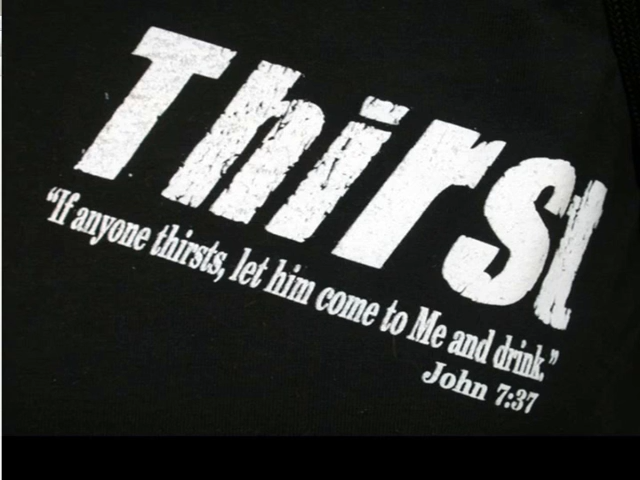 Thirst
“If anyone thirsts, let him come to Me and drink.”
John 7:37